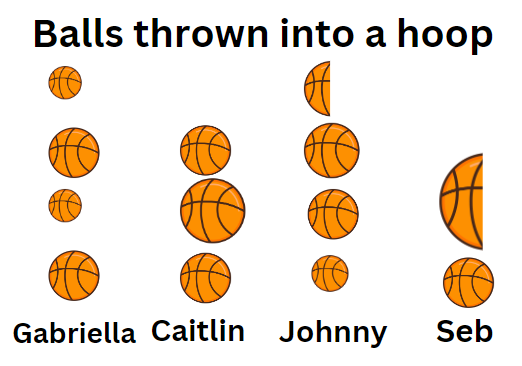 Balls thrown into a hoop
Gabriella Caitlin Johnny Seb